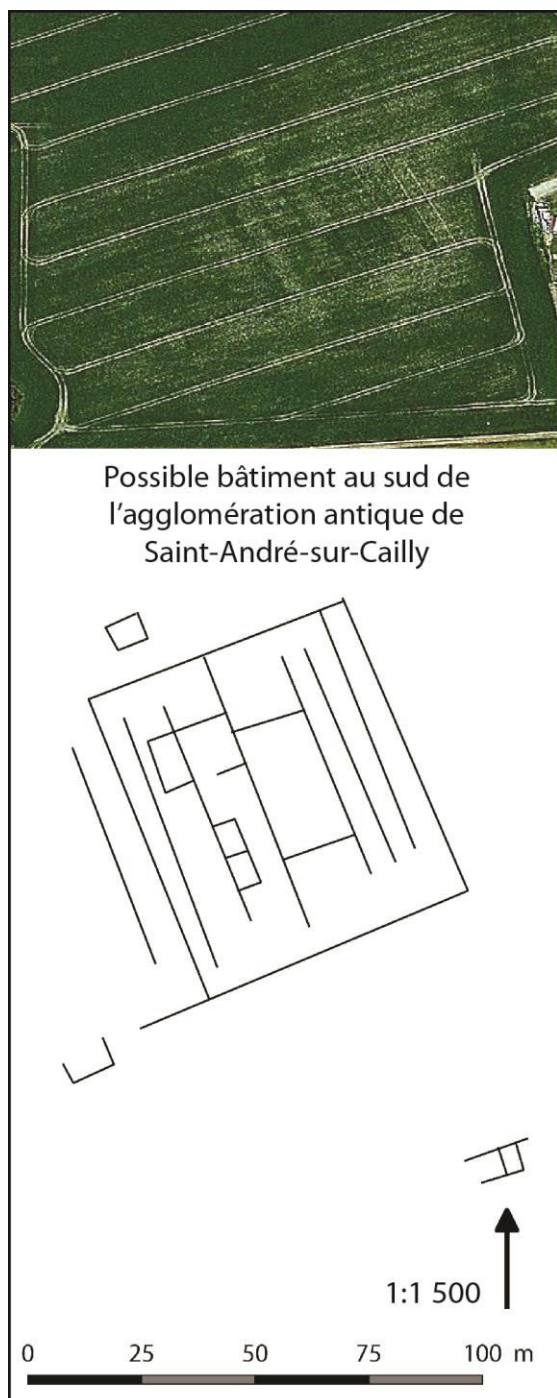 Possible bâtiment au sud de
l'agglomération antique de
Saint-André-sur-Cailly
1:1 500
0 25 50 75 100 m